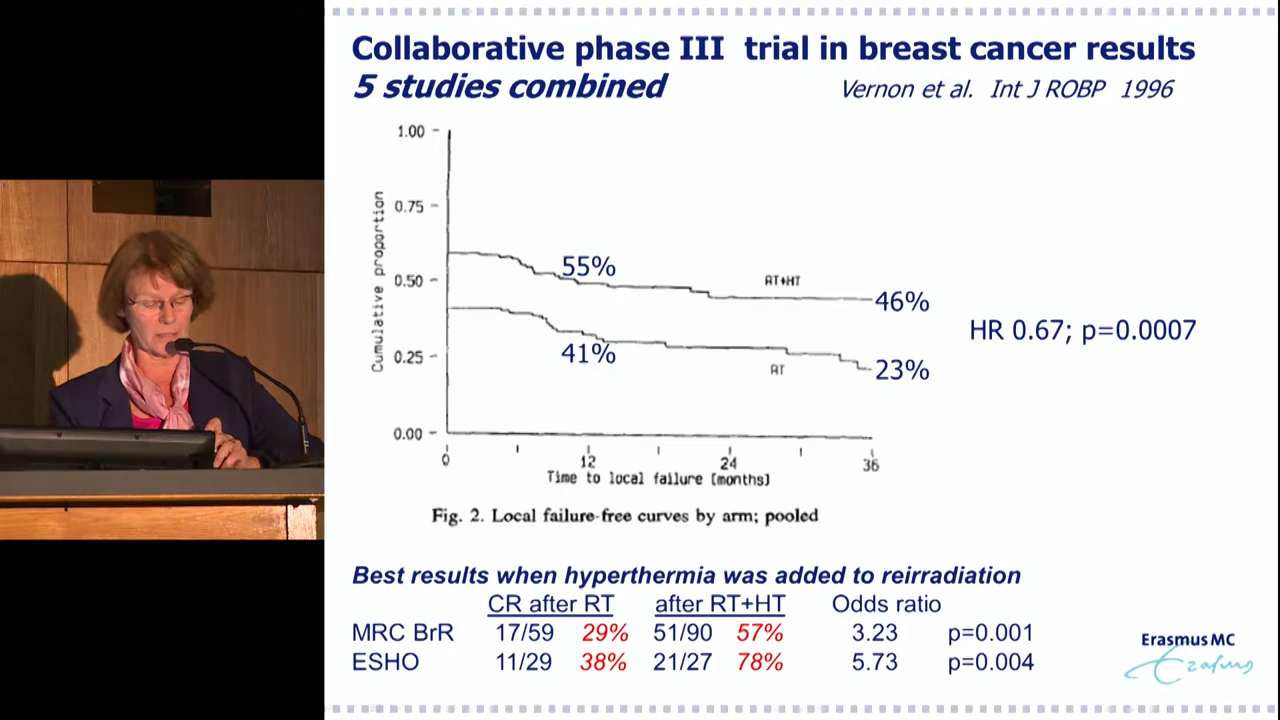 Collaborative phase III trial in breast cancer results
5 studies combined
Vernon et al. Int J ROBP 1996
Cumulative proportion
1.00
0.75
0.50
0.25
0.00
55%
RT+HT
46%
41%
RT
23%
HR 0.67; p=0.0007
0 12 24 36
Time to local failure [months]
Fig. 2. Local failure-free curves by arm; pooled
Best results when hyperthermia was added to reirradiation
CR after RT after RT+HT Odds ratio
MRC BrR 17/59 29% 51/90 57% 3.23 p=0.001
ESHO 11/29 38% 21/27 78% 5.73 p=0.004
Erasmus MC
Erasmus